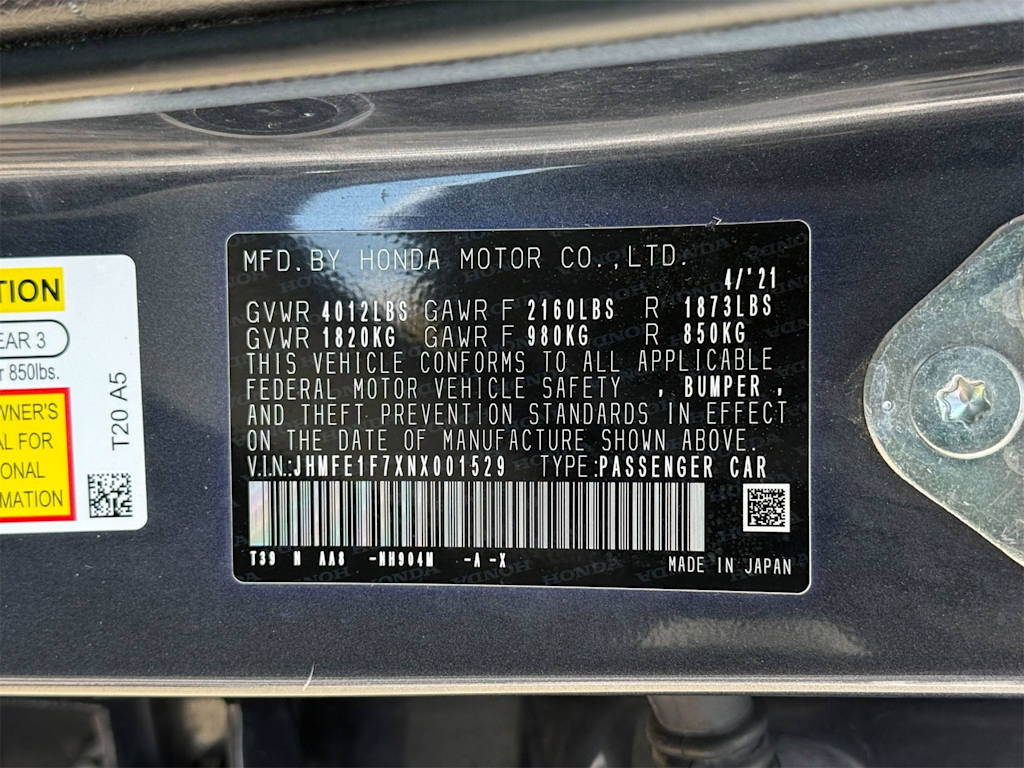 MFD. BY HONDA MOTOR CO., LTD.
4/'21
GVWR 4012LBS GAWR F 2160LBS R 1873LBS
GVWR 1820KG GAWR F 980KG R 850KG
THIS VEHICLE CONFORMS TO ALL APPLICABLE
FEDERAL MOTOR VEHICLE SAFETY , BUMPER ,
AND THEFT PREVENTION STANDARDS IN EFFECT
ON THE DATE OF MANUFACTURE SHOWN ABOVE.
V.I.N.:JHMFE1F7XNX001529 TYPE:PASSENGER CAR
T39 N AA8 -NH904M -A -X
MADE IN JAPAN
TION
EAR 3
r 850lbs.
WNER'S
AL FOR
ONAL
MATION
T20 A5